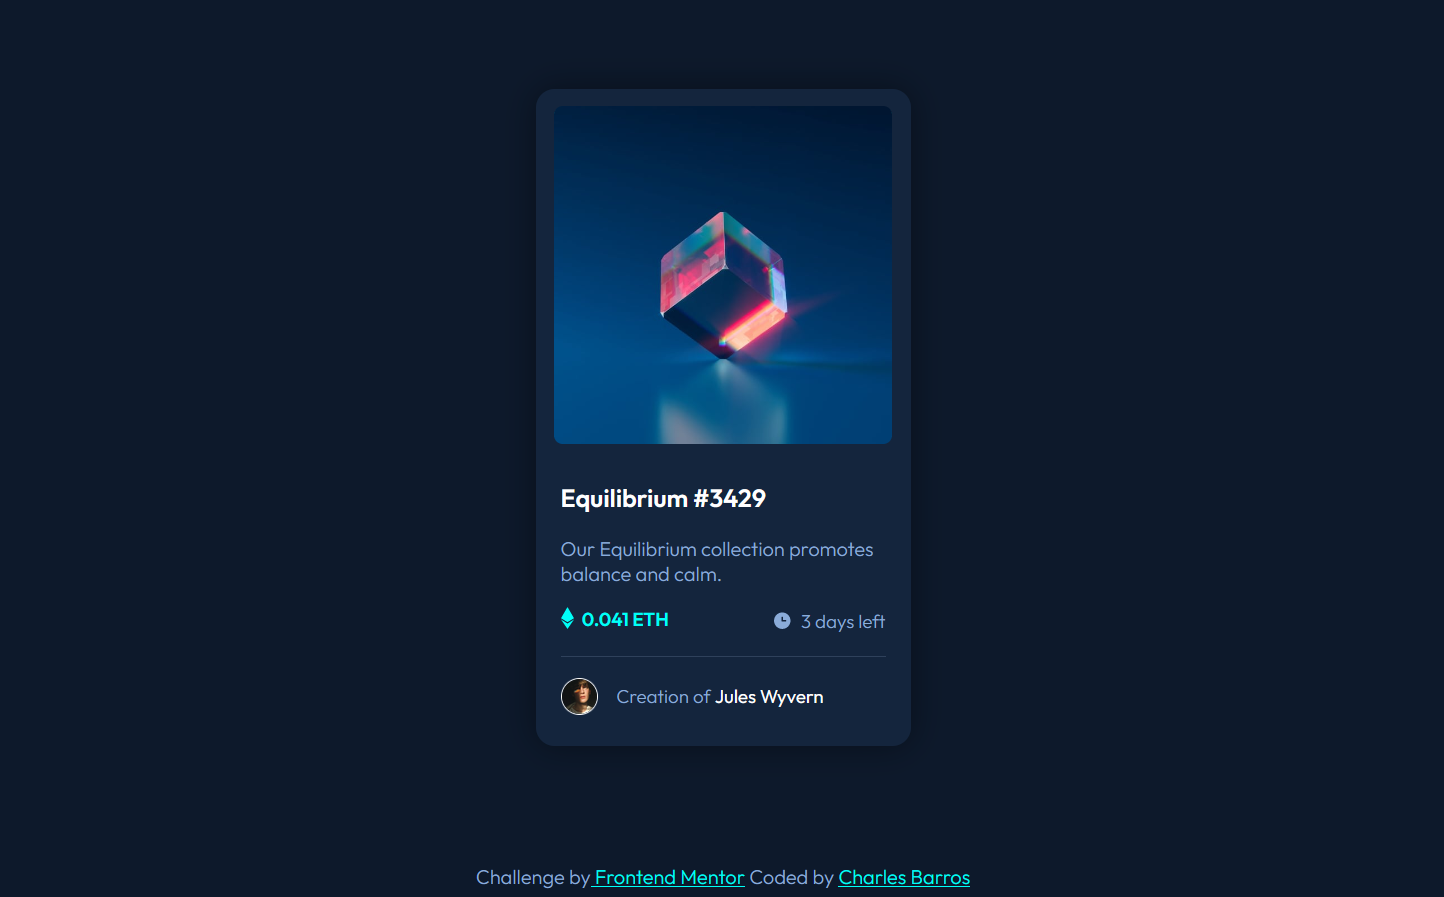 Equilibrium #3429
Our Equilibrium collection promotes
balance and calm.
0.041 ETH
3 days left
Creation of Jules Wyvern
Challenge by Frontend Mentor Coded by Charles Barros